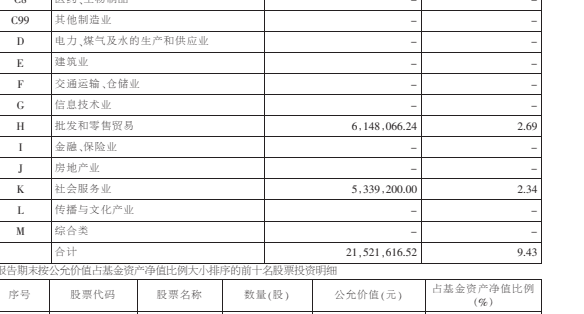 C8 医药、生物制品 – –
C99 其他制造业 – –
D 电力、煤气及水的生产和供应业 – –
E 建筑业 – –
F 交通运输、仓储业 – –
G 信息技术业 – –
H 批发和零售贸易 6,148,066.24 2.69
I 金融、保险业 – –
J 房地产业 – –
K 社会服务业 5,339,200.00 2.34
L 传播与文化产业 – –
M 综合类 – –
合计 21,521,616.52 9.43
报告期末按公允价值占基金资产净值比例大小排序的前十名股票投资明细
序号 股票代码 股票名称 数量(股) 公允价值(元) 占基金资产净值比例
(%)